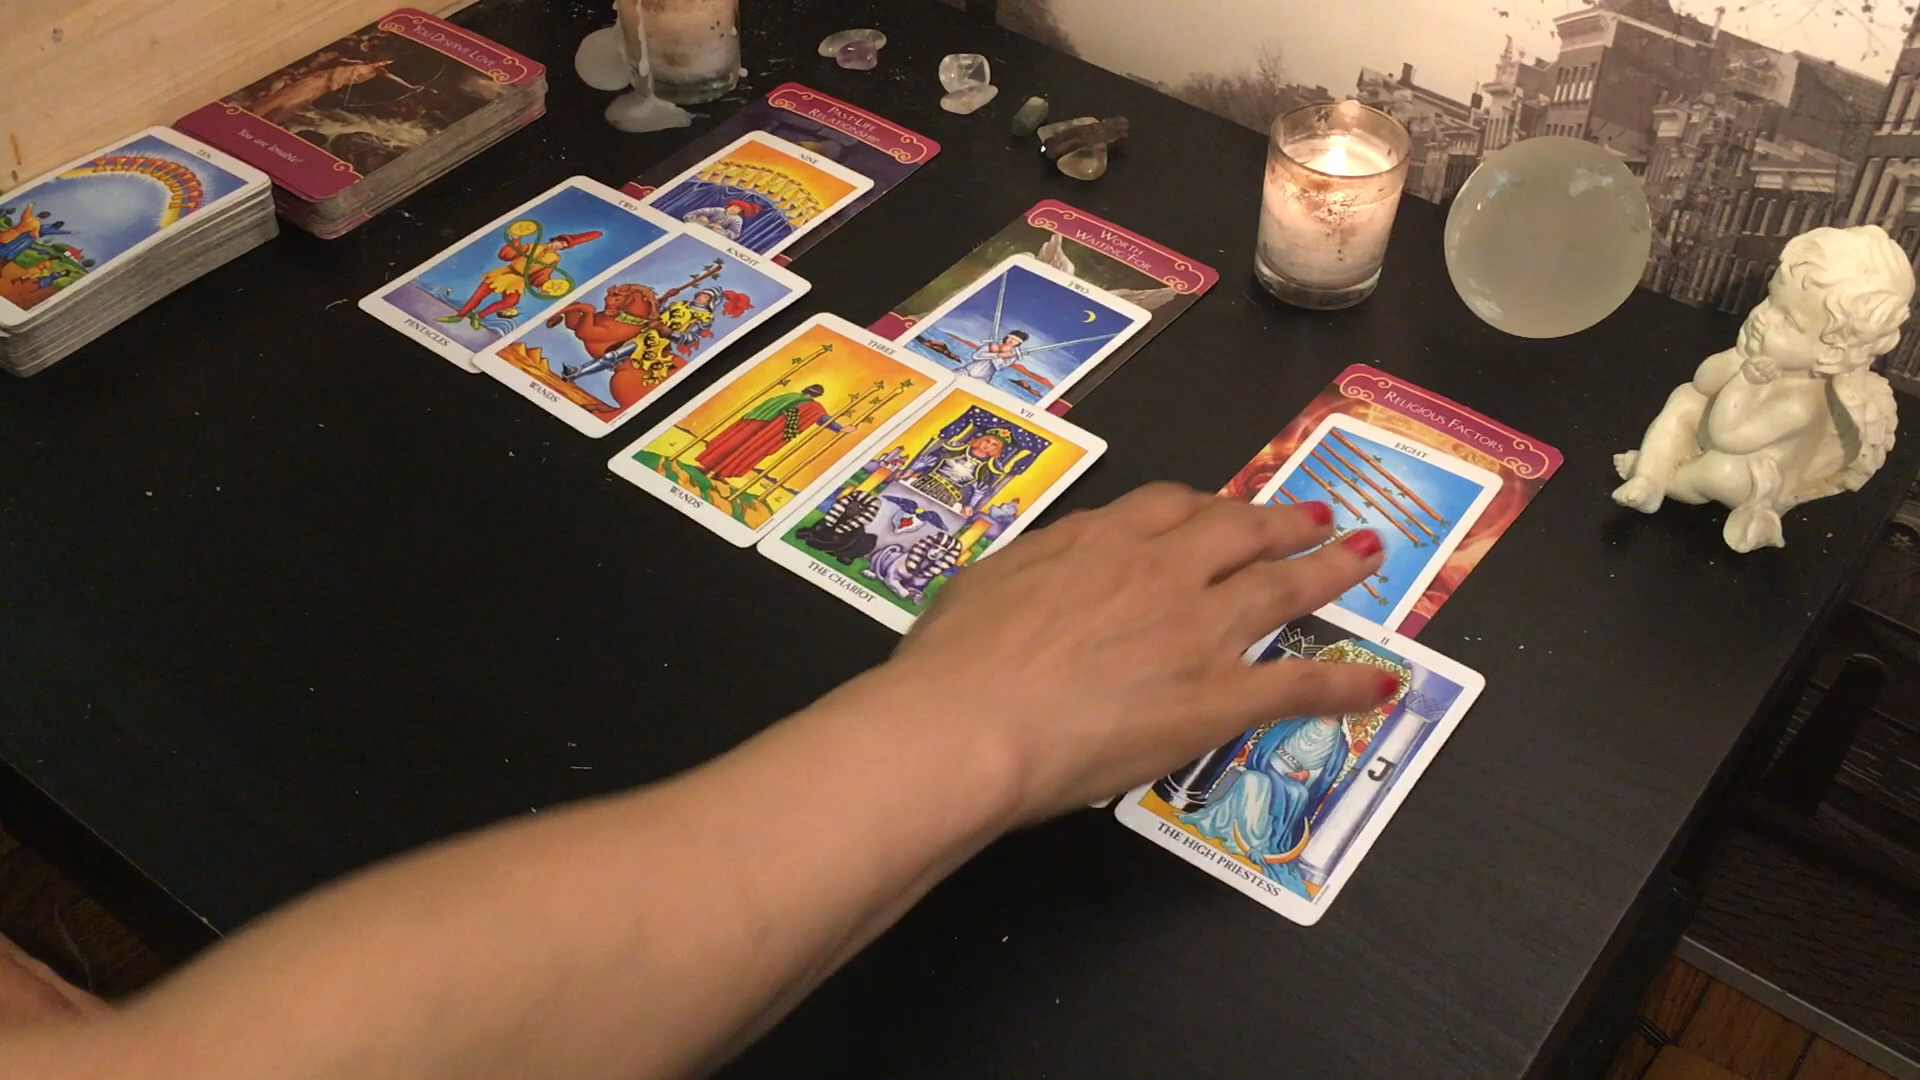 YOU DESERVE LOVE
You are lovable!
TEN
PAST-LIFE
RELATIONSHIP
NINE
TWO
PENTACLES
KNIGHT
WANDS
WORTH
WAITING FOR
TWO
THREE
WANDS
VII
THE CHARIOT
RELIGIOUS FACTORS
EIGHT
II
J
THE HIGH PRIESTESS